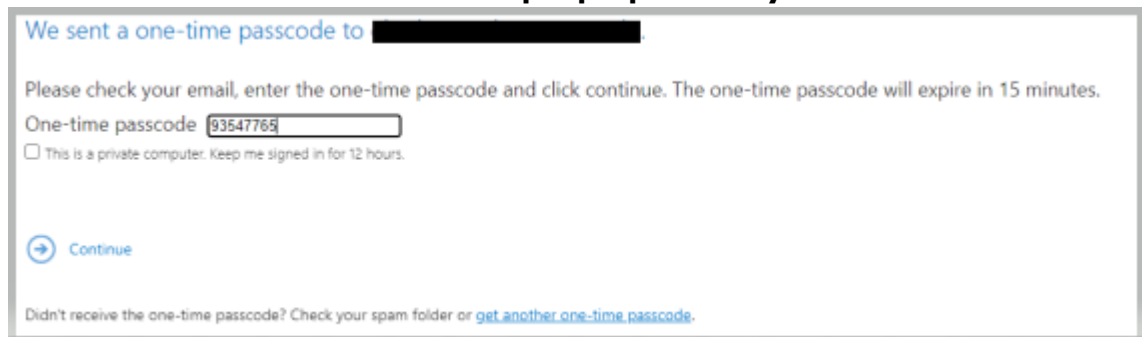 We sent a one-time passcode to
Please check your email, enter the one-time passcode and click continue. The one-time passcode will expire in 15 minutes.
One-time passcode 93547765
This is a private computer. Keep me signed in for 12 hours.
Continue
Didn't receive the one-time passcode? Check your spam folder or get another one-time passcode.